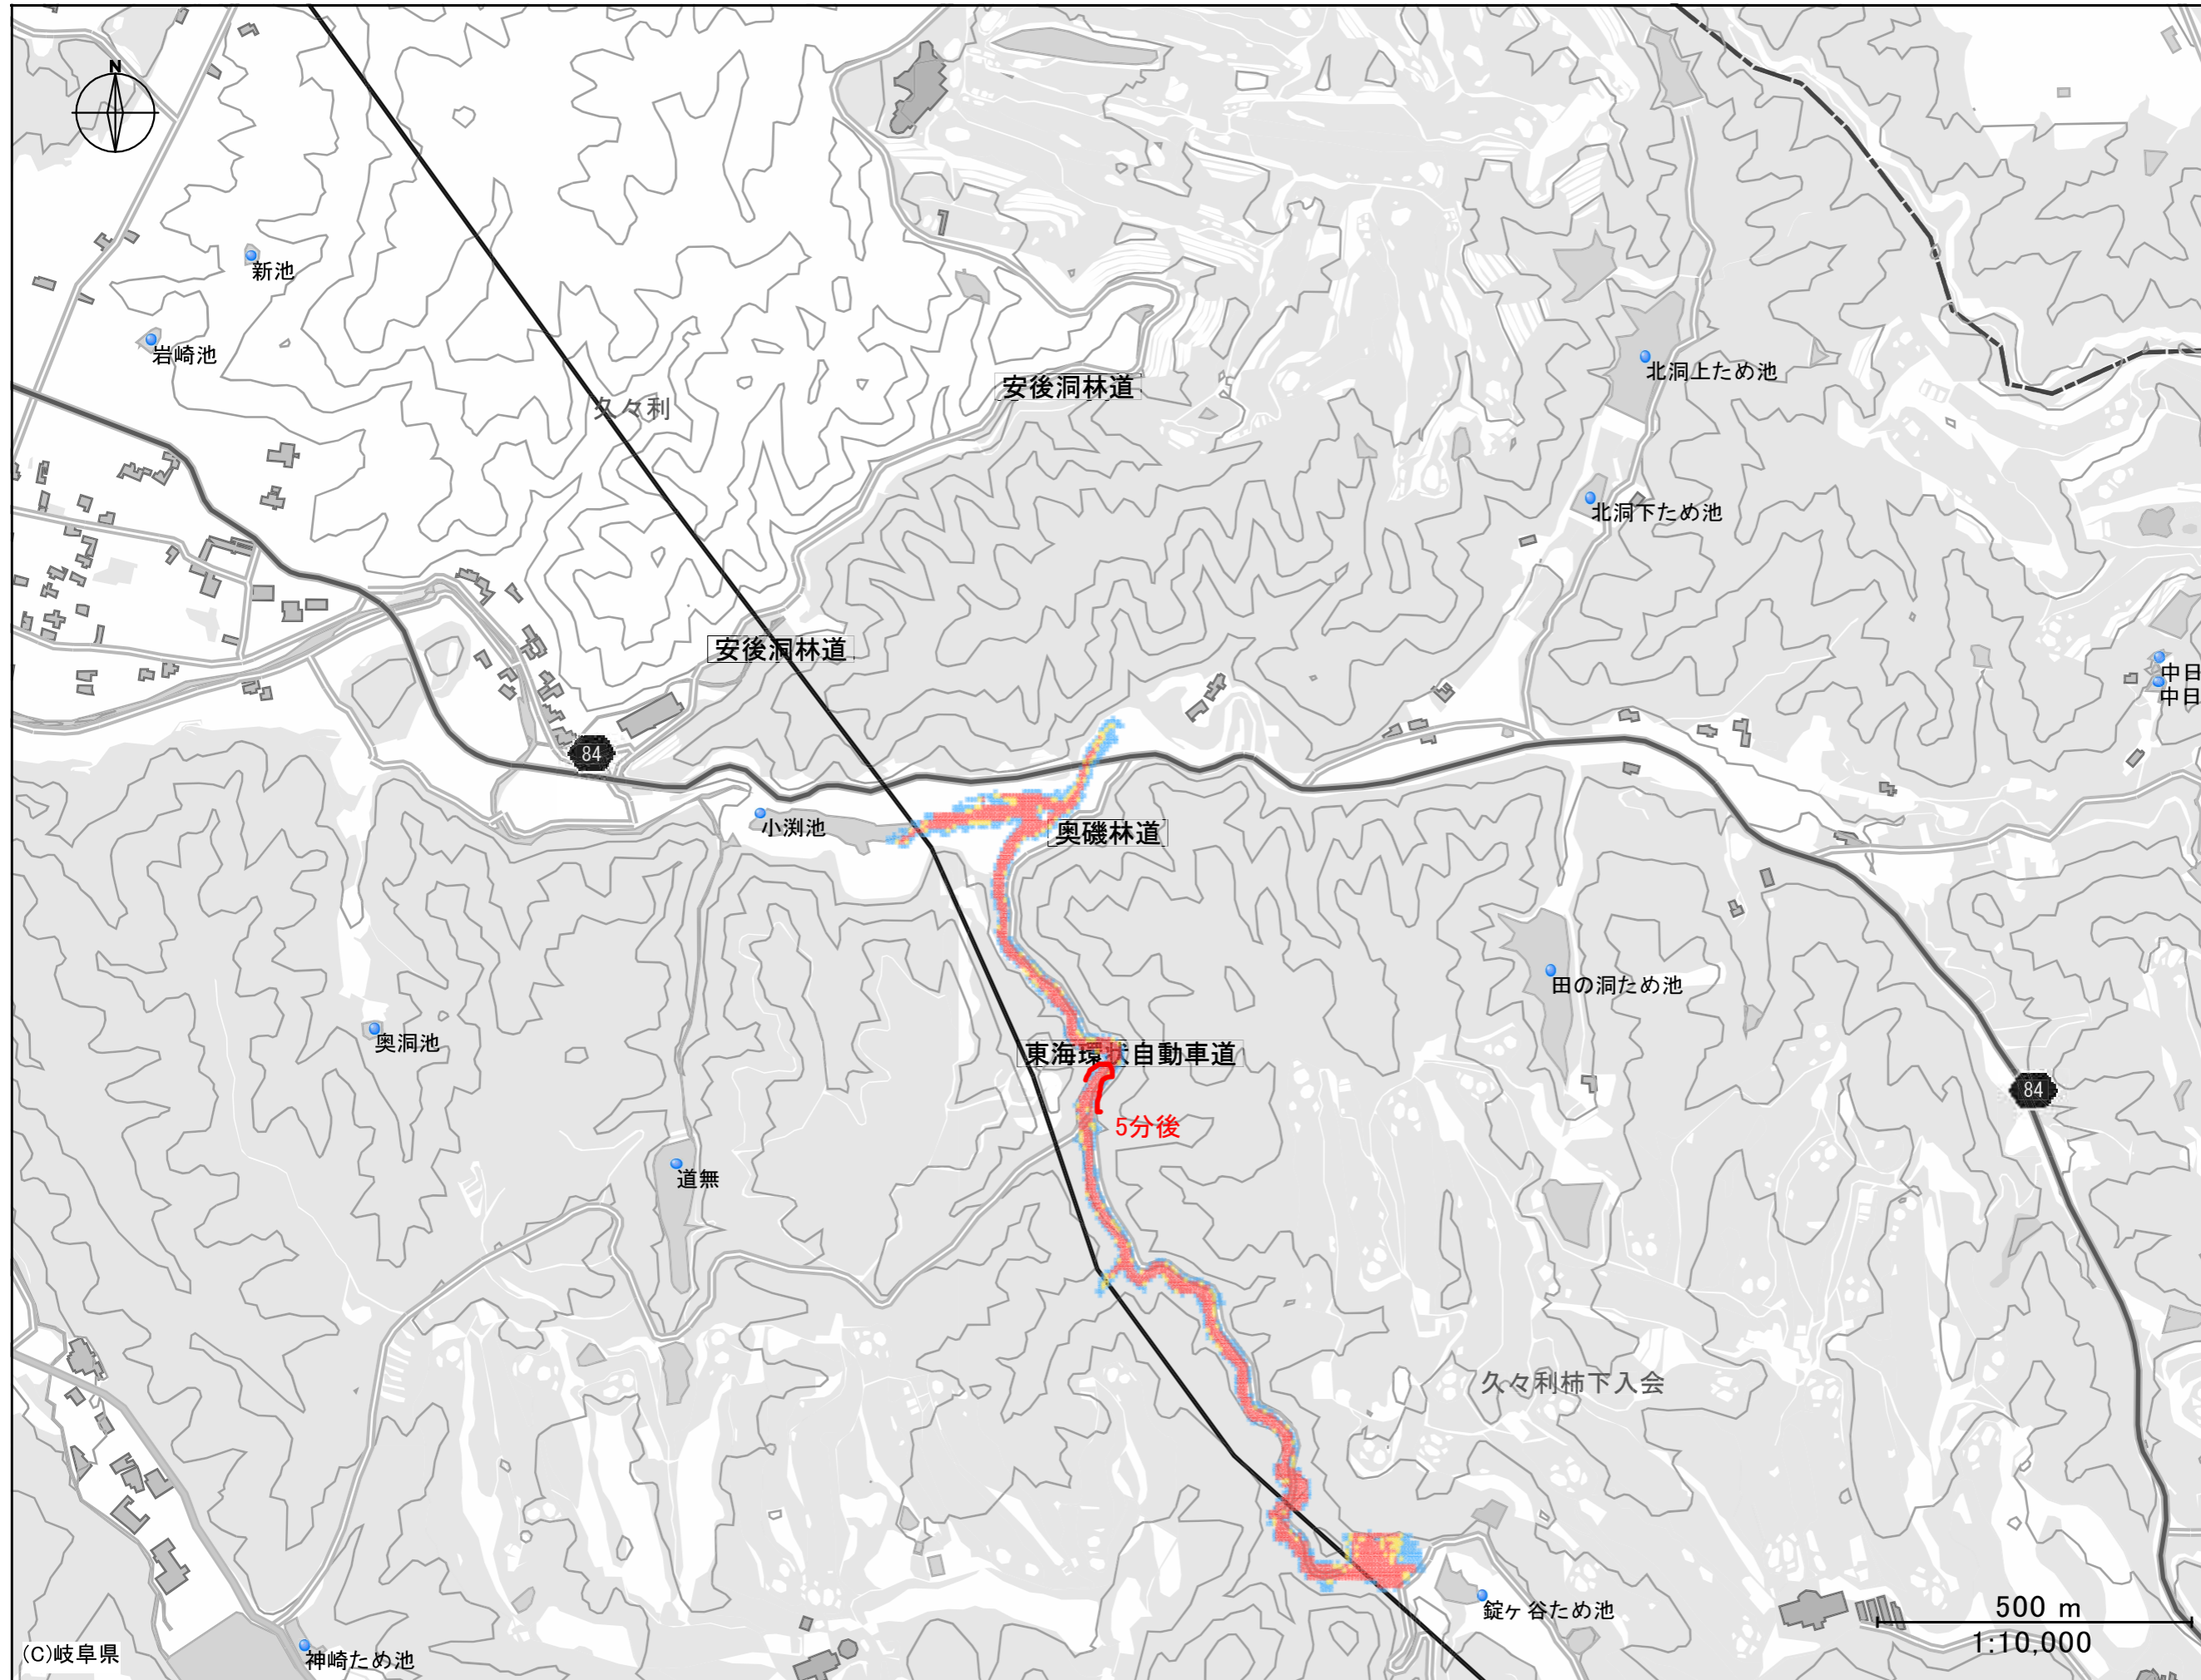 N
新池
岩崎池
久々利
安後洞林道
北洞上ため池
北洞下ため池
安後洞林道
中日
中日
84
小渕池
奥磯林道
田の洞ため池
奥洞池
東海環状自動車道
84
5分後
道無
久々利柿下入会
錠ヶ谷ため池
500 m
1:10,000
(C)岐阜県
神崎ため池